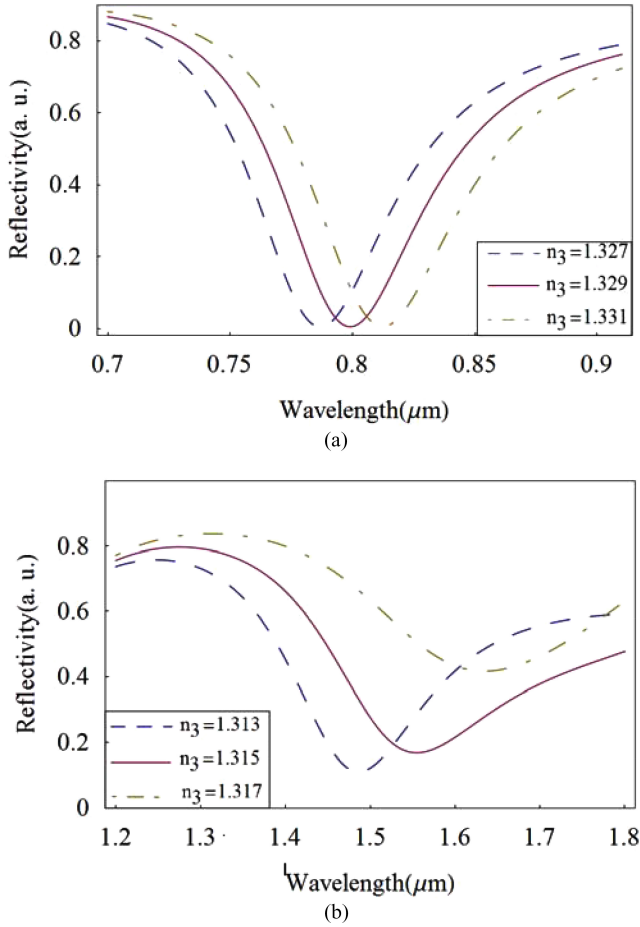 0.8
0.6
0.4
0.2
0
Reflectivity(a. u.)
n3=1.327
n3=1.329
n3=1.331
0.7 0.75 0.8 0.85 0.9
Wavelength(μm)
(a)
0.8
0.6
0.4
0.2
0
Reflectivity(a. u.)
n3=1.313
n3=1.315
n3=1.317
1.2 1.3 1.4 1.5 1.6 1.7 1.8
Wavelength(μm)
(b)